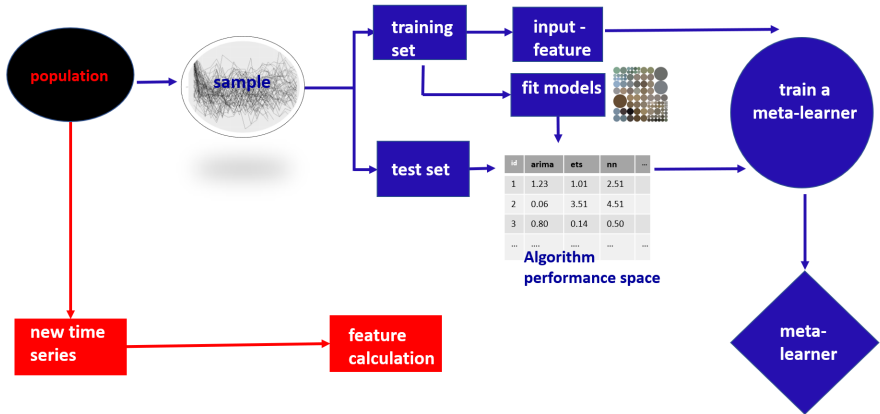 population
sample
training
set
input -
feature
fit models
test set
train a
meta-learner
id arima ets nn ...
1 1.23 1.01 2.51
2 0.06 3.51 4.51
3 0.80 0.14 0.50
... .... .... ... ...
Algorithm
performance space
new time
series
feature
calculation
meta-
learner